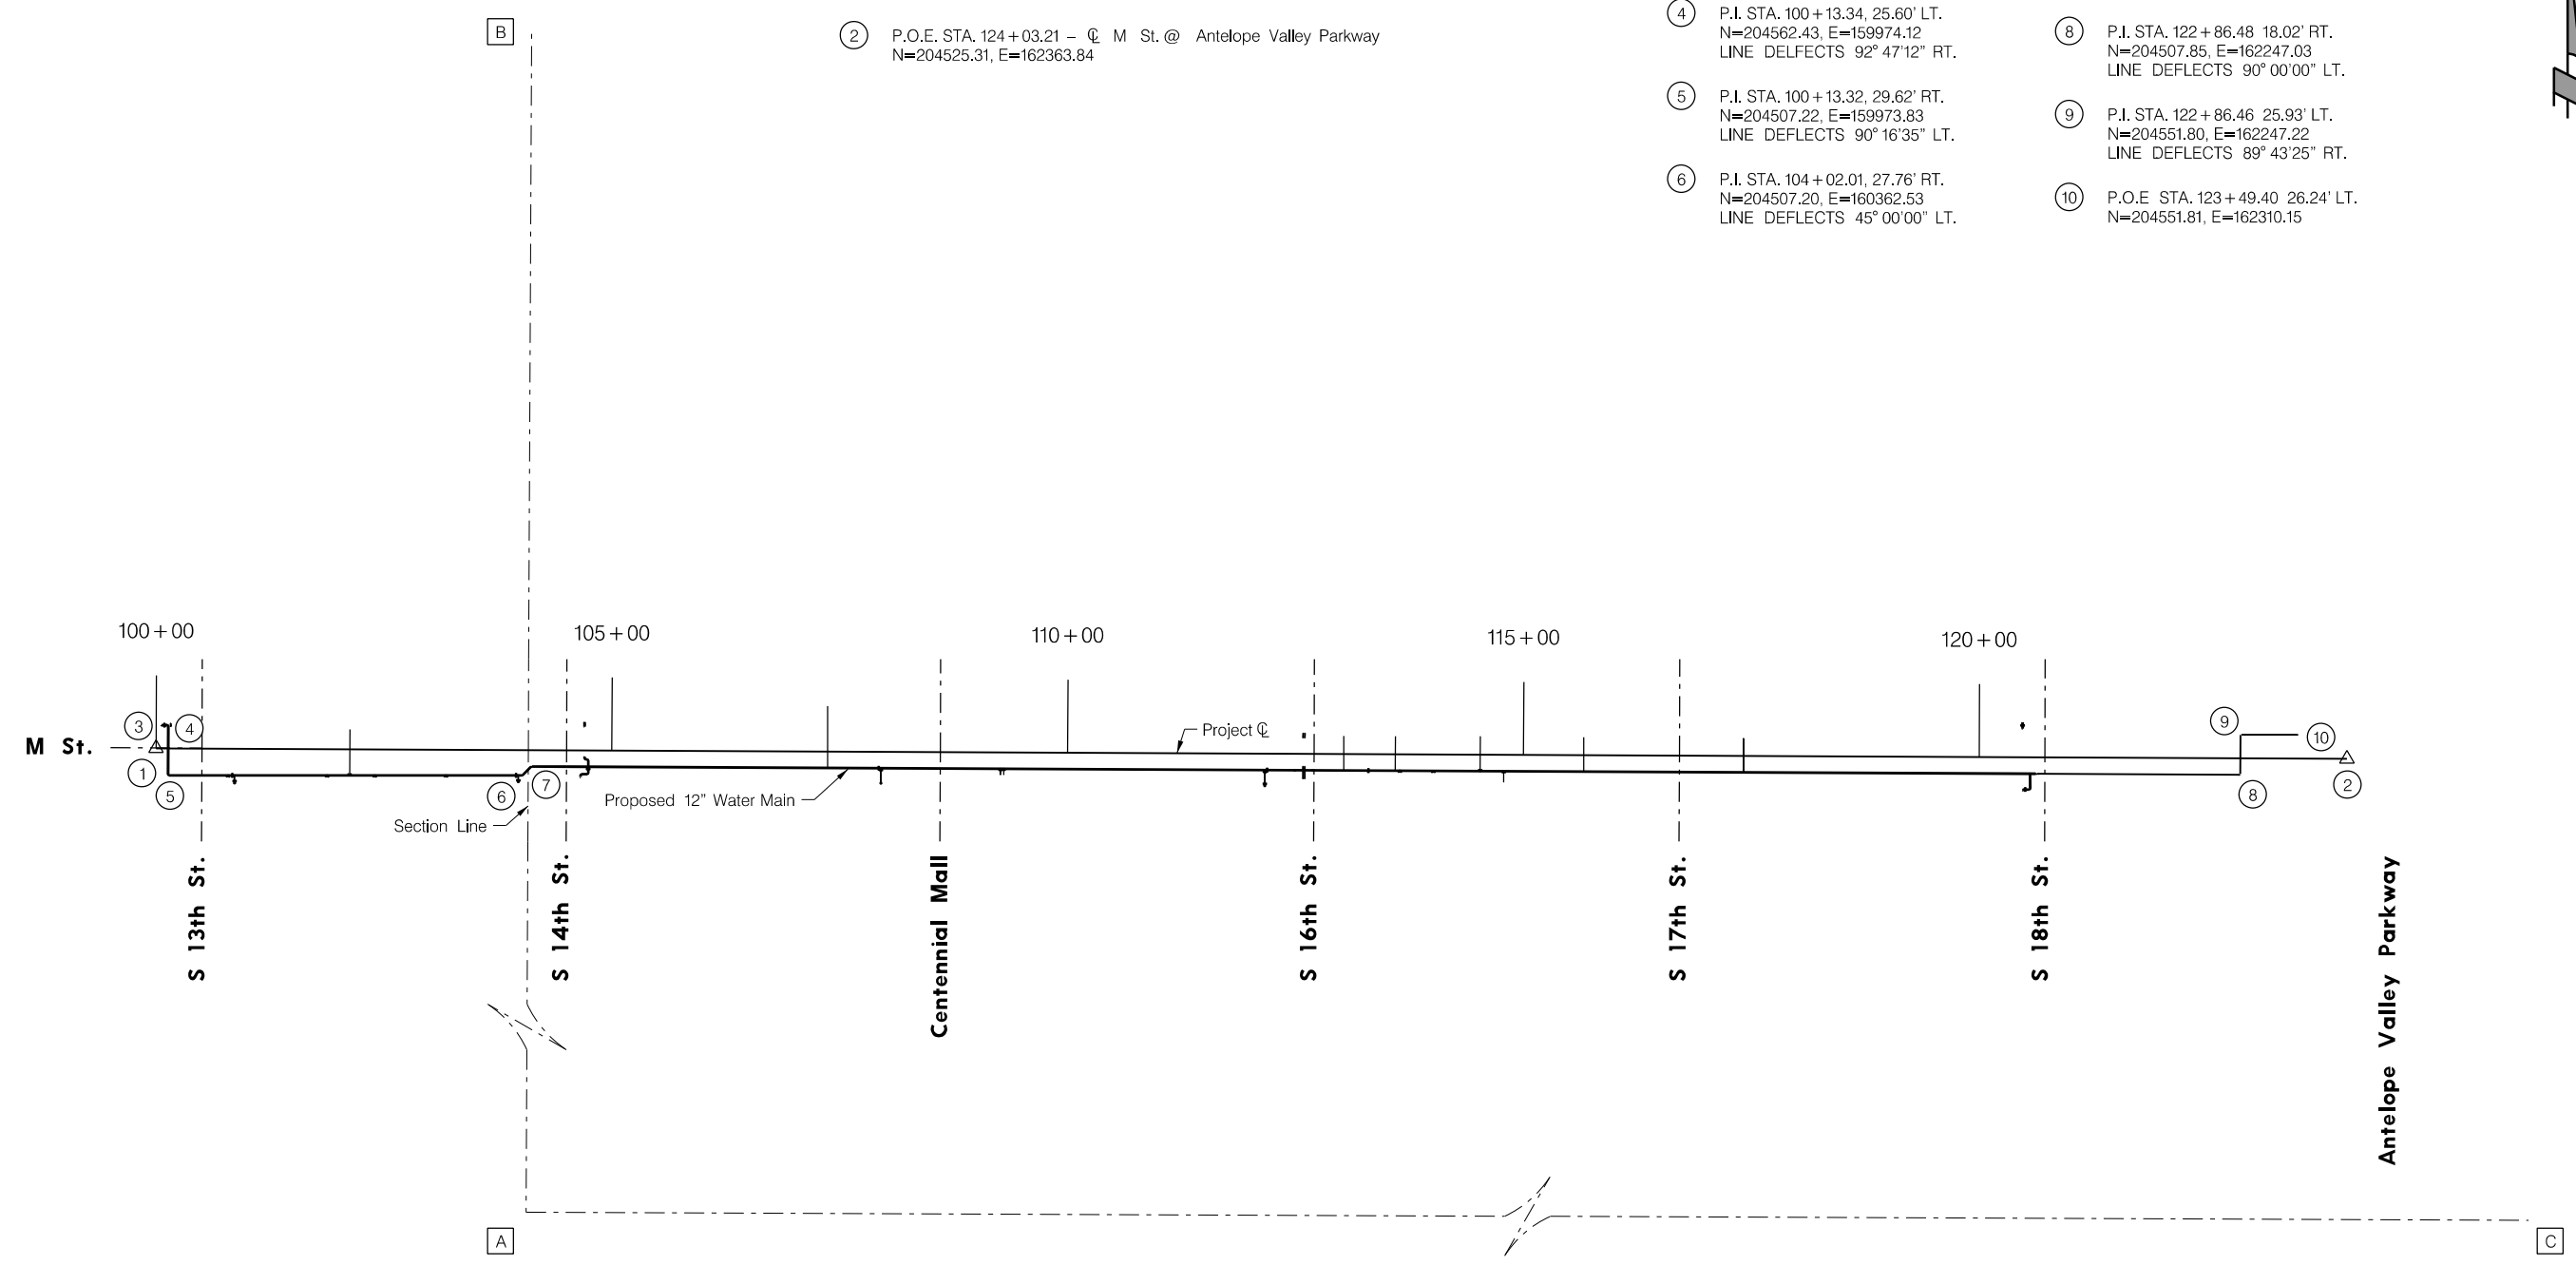 B
2
P.O.E. STA. 124+03.21 – ℄ M St. @ Antelope Valley Parkway
N=204525.31, E=162363.84
4
P.I. STA. 100+13.34, 25.60' LT.
N=204562.43, E=159974.12
LINE DELFECTS 92° 47'12" RT.
5
P.I. STA. 100+13.32, 29.62' RT.
N=204507.22, E=159973.83
LINE DEFLECTS 90° 16'35" LT.
6
P.I. STA. 104+02.01, 27.76' RT.
N=204507.20, E=160362.53
LINE DEFLECTS 45° 00'00" LT.
8
P.I. STA. 122+86.48 18.02' RT.
N=204507.85, E=162247.03
LINE DEFLECTS 90° 00'00" LT.
9
P.I. STA. 122+86.46 25.93' LT.
N=204551.80, E=162247.22
LINE DEFLECTS 89° 43'25" RT.
10
P.O.E STA. 123+49.40 26.24' LT.
N=204551.81, E=162310.15
100+00
105+00
110+00
115+00
120+00
3
4
9
10
M St.
Project ℄
1
5
6
7
8
2
Proposed 12" Water Main
Section Line
S 13th St.
S 14th St.
Centennial Mall
S 16th St.
S 17th St.
S 18th St.
Antelope Valley Parkway
A
C